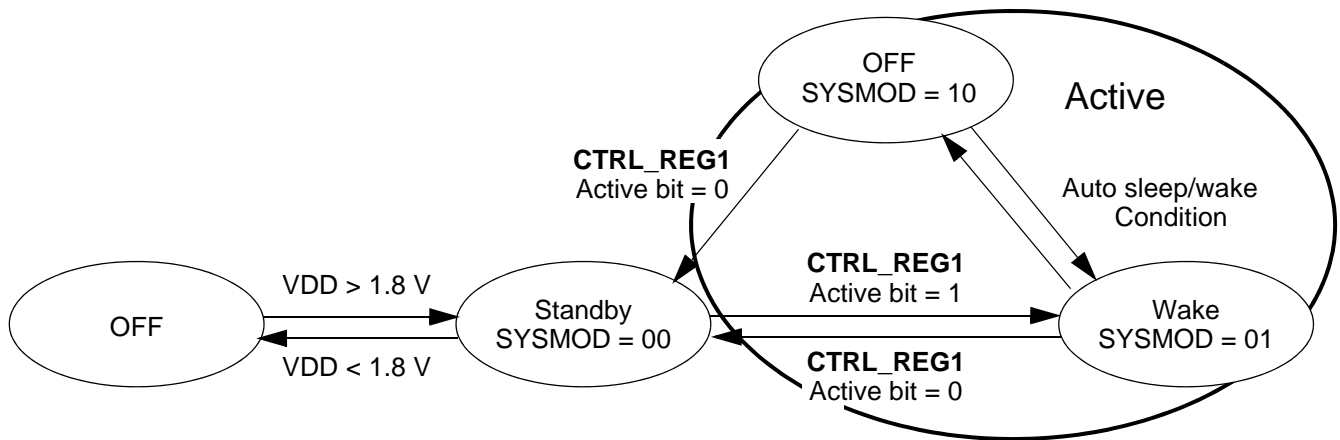 OFF
SYSMOD = 10
Active
CTRL_REG1
Active bit = 0
Auto sleep/wake
Condition
VDD > 1.8 V
CTRL_REG1
Active bit = 1
OFF
Standby
SYSMOD = 00
Wake
SYSMOD = 01
VDD < 1.8 V
CTRL_REG1
Active bit = 0